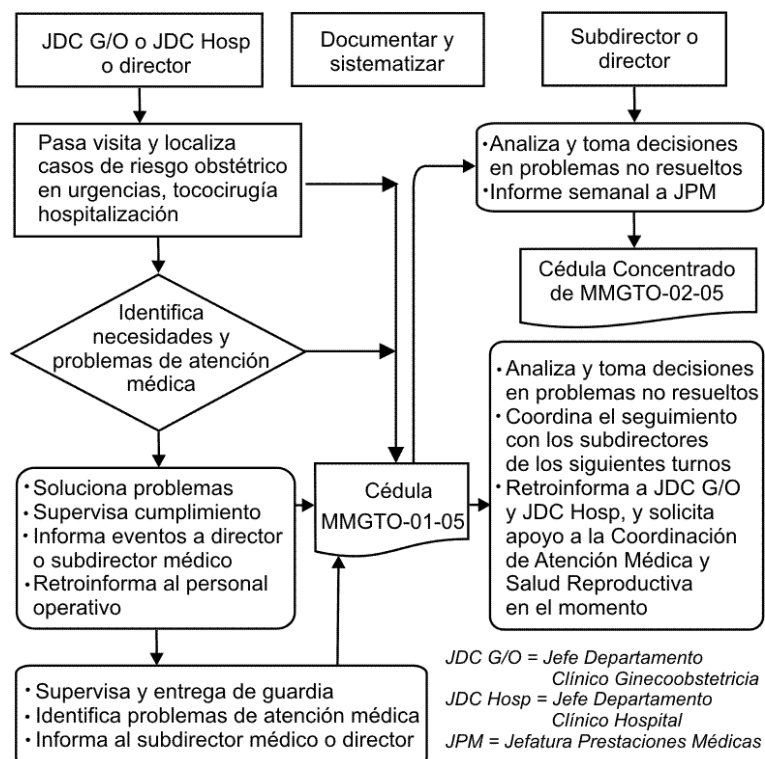 JDC G/O o JDC Hosp
o director
Documentar y
sistematizar
Subdirector o
director
Pasa visita y localiza
casos de riesgo obstétrico
en urgencias, tococirugía
hospitalización
• Analiza y toma decisiones
en problemas no resueltos
• Informe semanal a JPM
Cédula Concentrado
de MMGTO-02-05
Identifica
necesidades y
problemas de atención
médica
• Analiza y toma decisiones
en problemas no resueltos
• Coordina el seguimiento
con los subdirectores
de los siguientes turnos
• Retroinforma a JDC G/O
y JDC Hosp, y solicita
apoyo a la Coordinación
de Atención Médica y
Salud Reproductiva
en el momento
• Soluciona problemas
• Supervisa cumplimiento
• Informa eventos a director
o subdirector médico
• Retroinforma al personal
operativo
Cédula
MMGTO-01-05
• Supervisa y entrega de guardia
• Identifica problemas de atención médica
• Informa al subdirector médico o director
JDC G/O = Jefe Departamento
Clínico Ginecoobstetricia
JDC Hosp = Jefe Departamento
Clínico Hospital
JPM = Jefatura Prestaciones Médicas